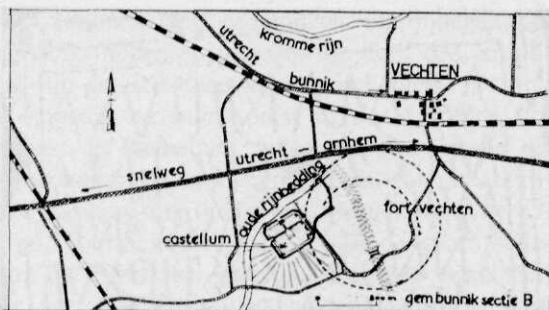 kromme rijn
utrecht
bunnik
VECHTEN
snelweg utrecht – arnhem
oude rijnbedding
fort vechten
castellum
gem bunnik sectie B